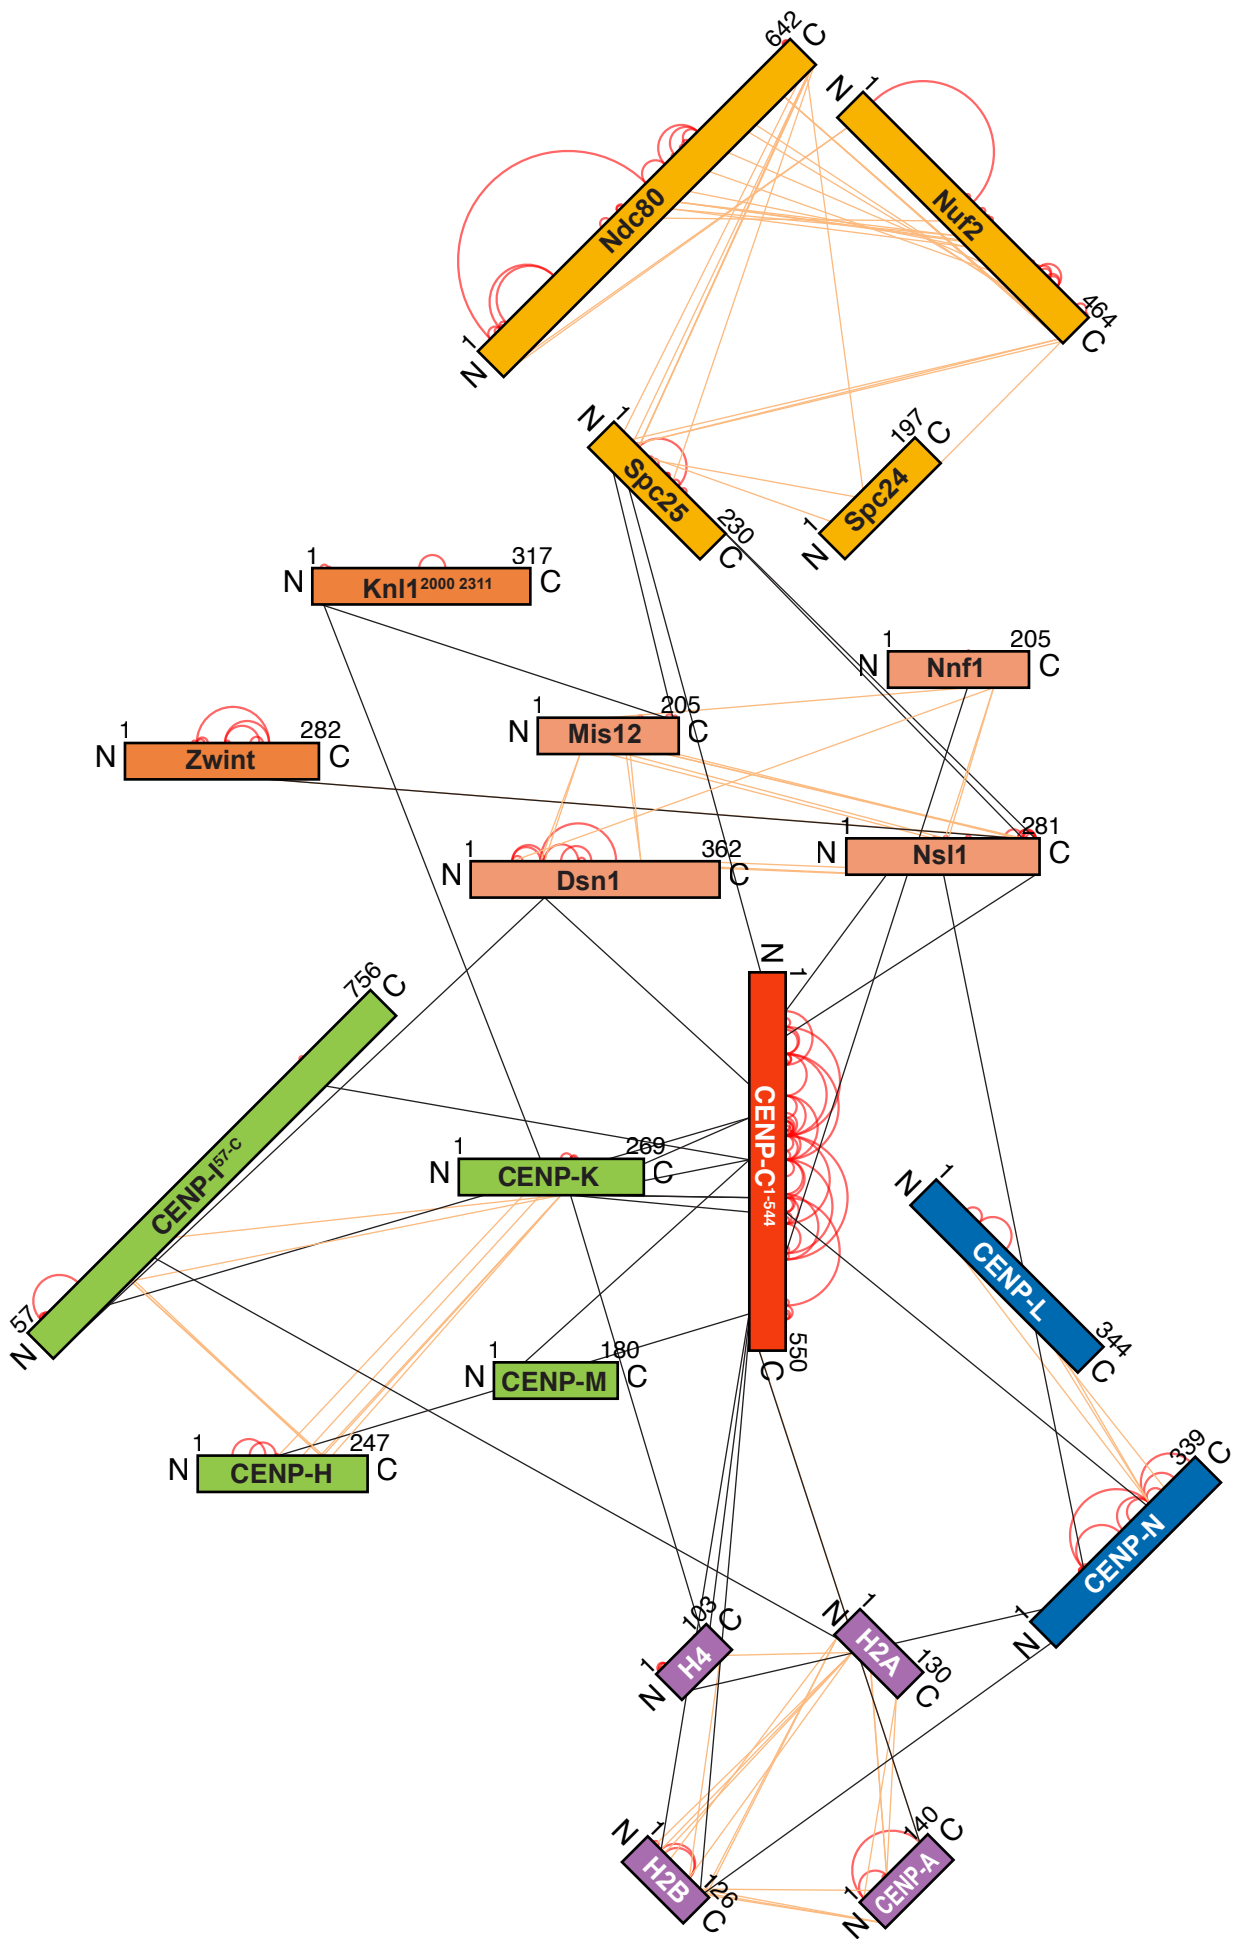 642
C
N
1
Ndc80
Nuf2
1
N
464
C
N
1
Spc25
230
C
197
C
Spc24
1
N
1
317
N
Knl1 2000 2311
C
1
205
N
Nnf1
C
1
205
N
Mis12
C
1
282
N
Zwint
C
1
281
N
Nsl1
C
1
362
N
Dsn1
C
N
1
CENP-C 1-544
550
C
756
C
CENP-I 57-C
57
N
1
269
N
CENP-K
C
1
N
CENP-L
344
C
1
180
N
CENP-M
C
1
247
N
CENP-H
C
339
C
CENP-N
1
N
103
C
H4
1
N
1
N
H2A
130
C
N
1
H2B
126
C
140
C
CENP-A
1
N